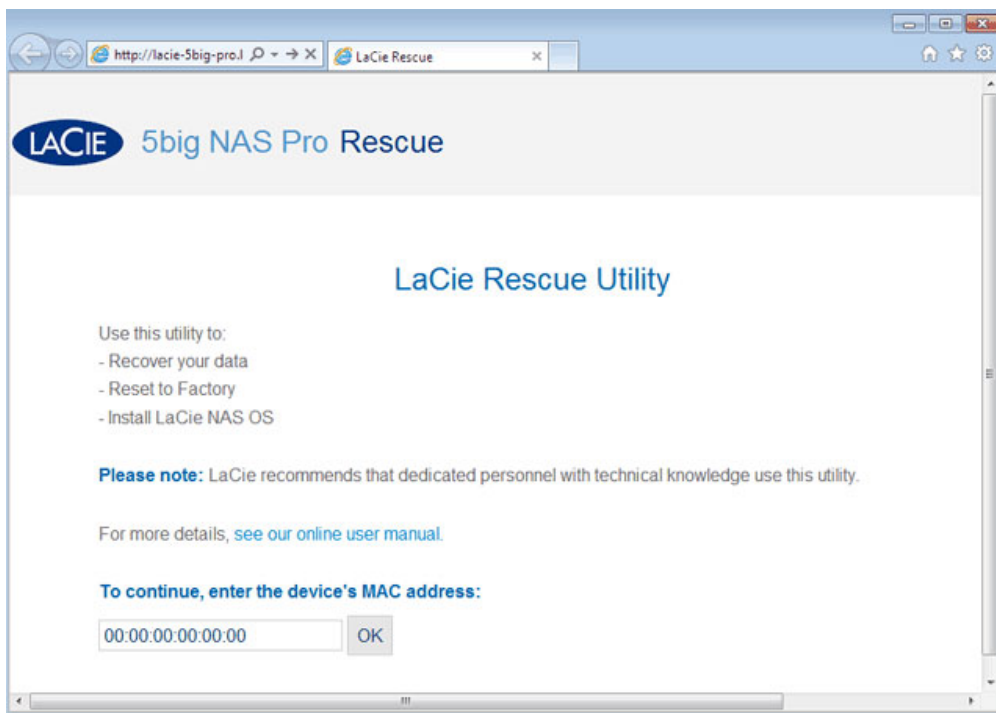 http://lacie-5big-pro.l
LaCie Rescue
LACIE 5big NAS Pro Rescue
LaCie Rescue Utility
Use this utility to:
- Recover your data
- Reset to Factory
- Install LaCie NAS OS
Please note: LaCie recommends that dedicated personnel with technical knowledge use this utility.
For more details, see our online user manual.
To continue, enter the device's MAC address:
00:00:00:00:00:00 OK